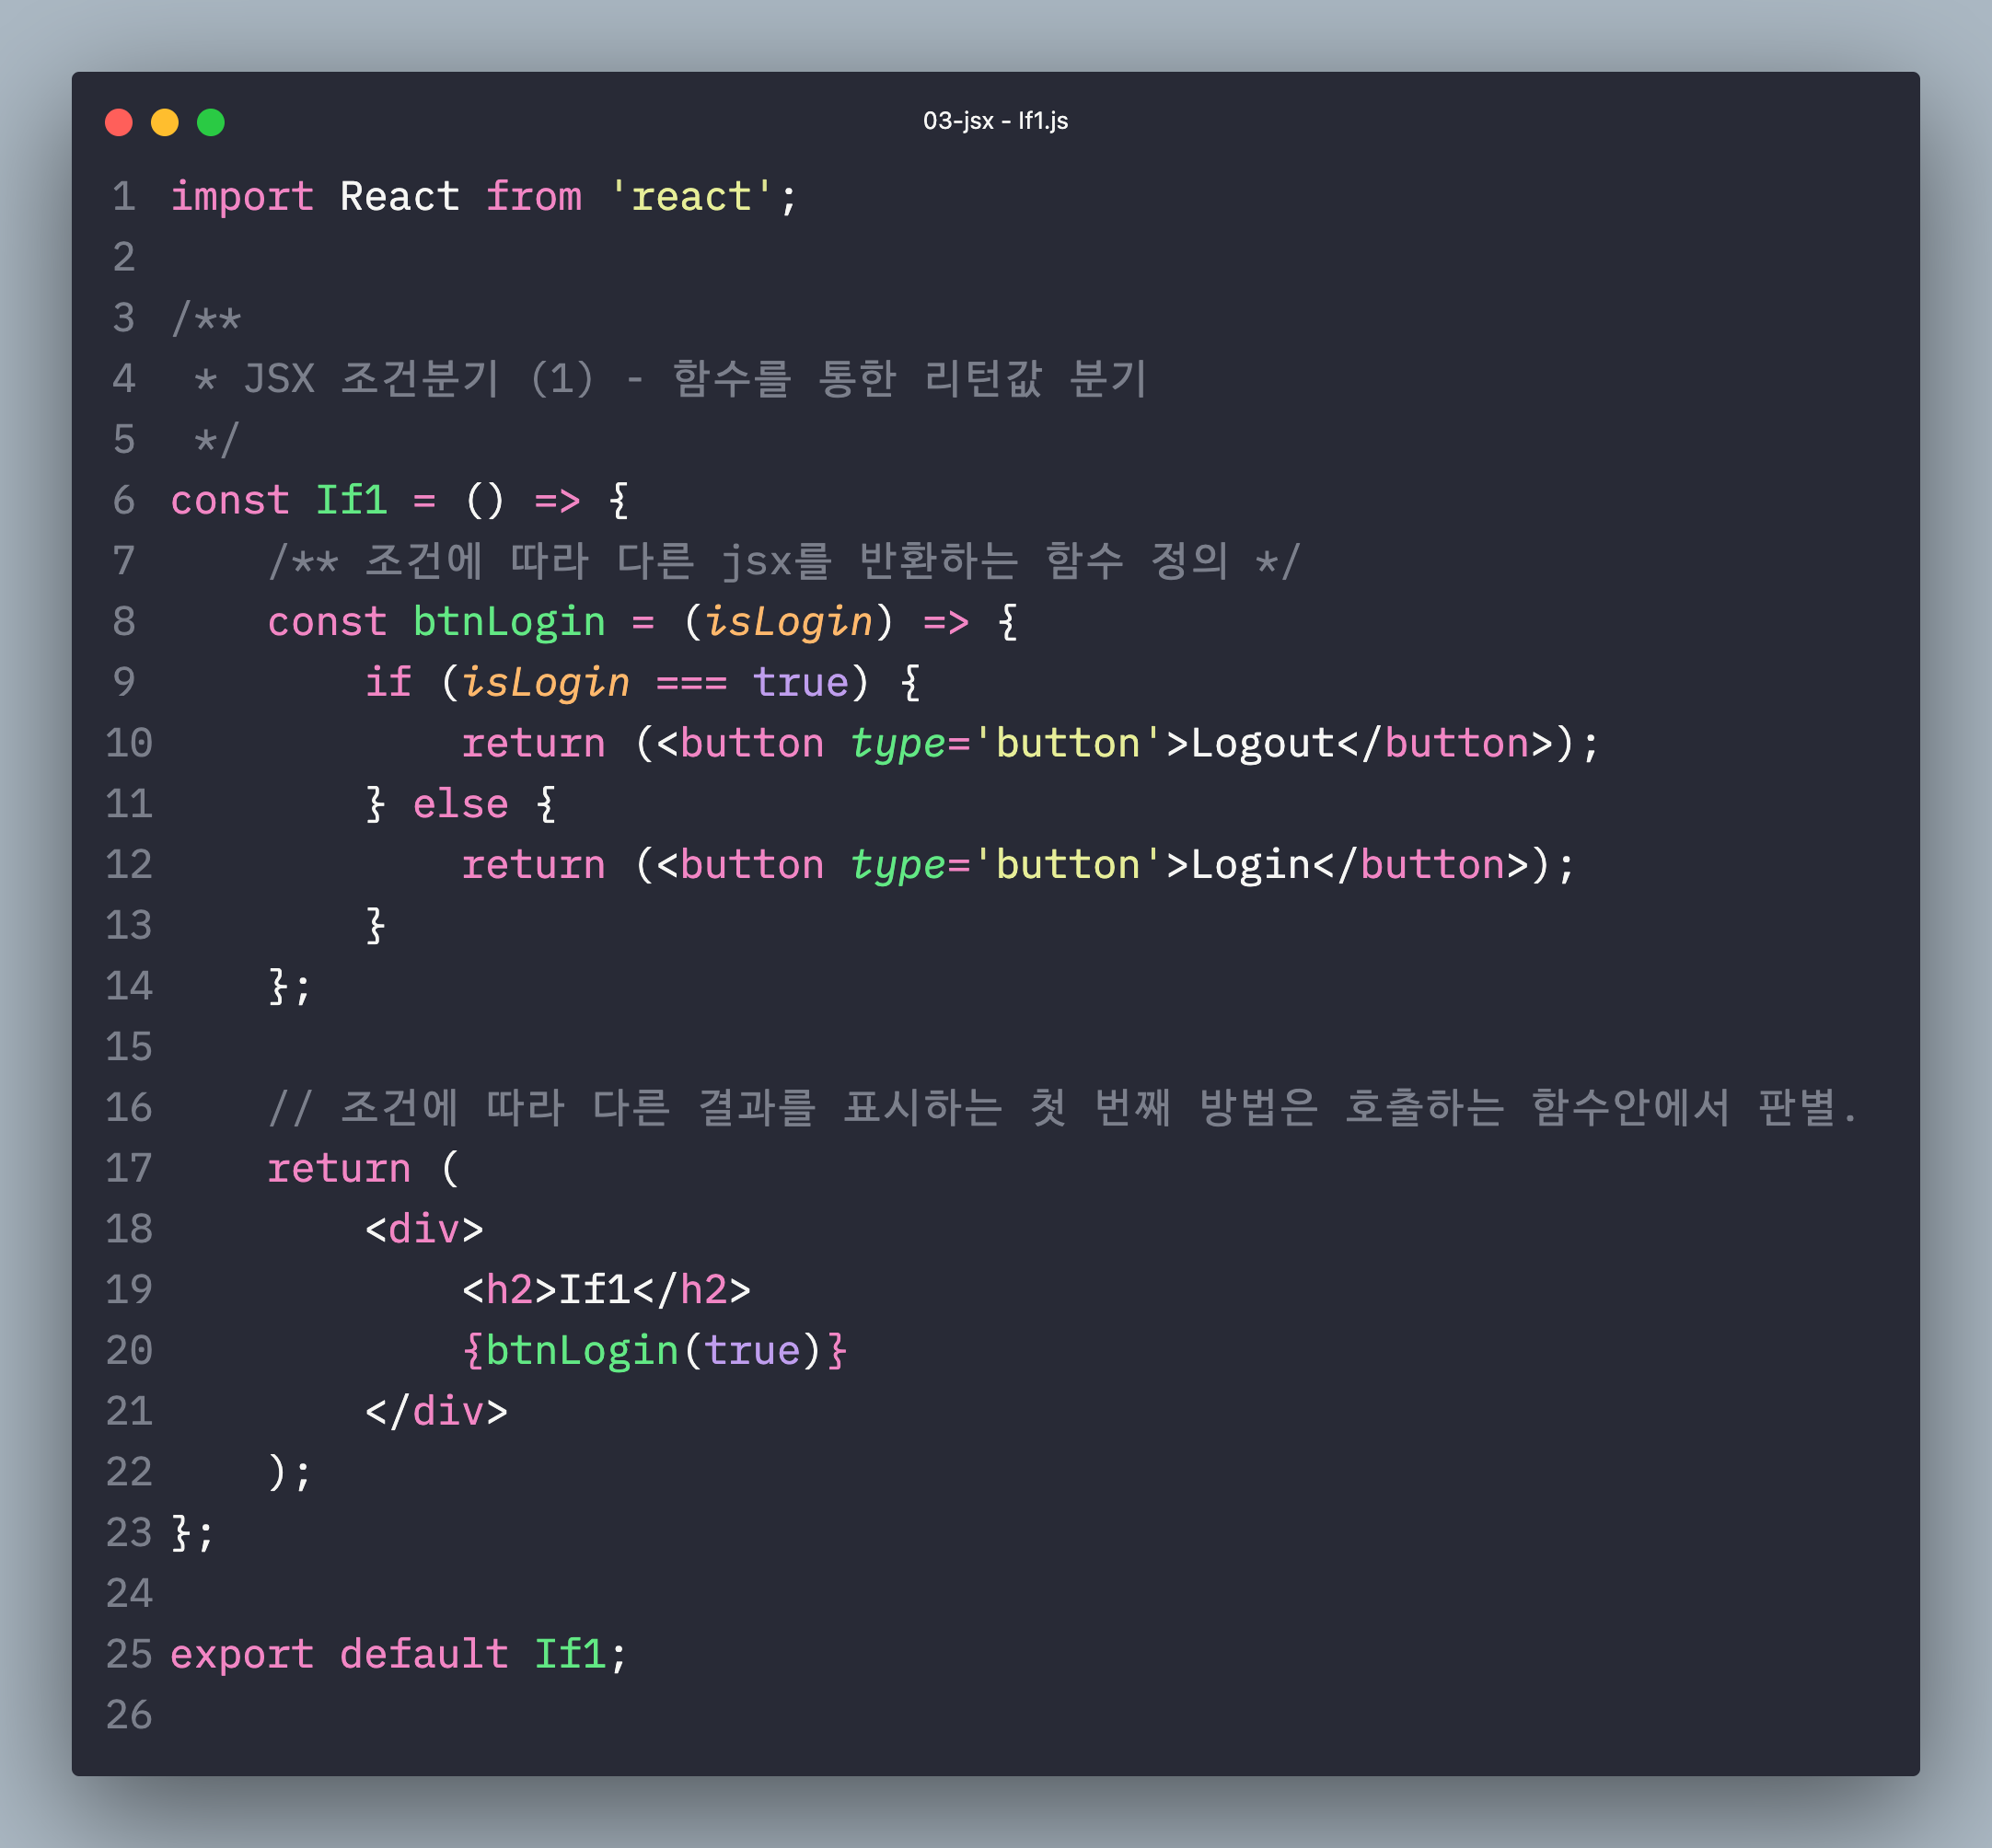 03-jsx - If1.js
1 import React from 'react';
2
3 /**
4  * JSX 조건분기 (1) - 함수를 통한 리턴값 분기
5  */
6 const If1 = () => {
7     /** 조건에 따라 다른 jsx를 반환하는 함수 정의 */
8     const btnLogin = (isLogin) => {
9         if (isLogin === true) {
10             return (<button type='button'>Logout</button>);
11         } else {
12             return (<button type='button'>Login</button>);
13         }
14     };
15
16     // 조건에 따라 다른 결과를 표시하는 첫 번째 방법은 호출하는 함수안에서 판별.
17     return (
18         <div>
19             <h2>If1</h2>
20             {btnLogin(true)}
21         </div>
22     );
23 };
24
25 export default If1;
26